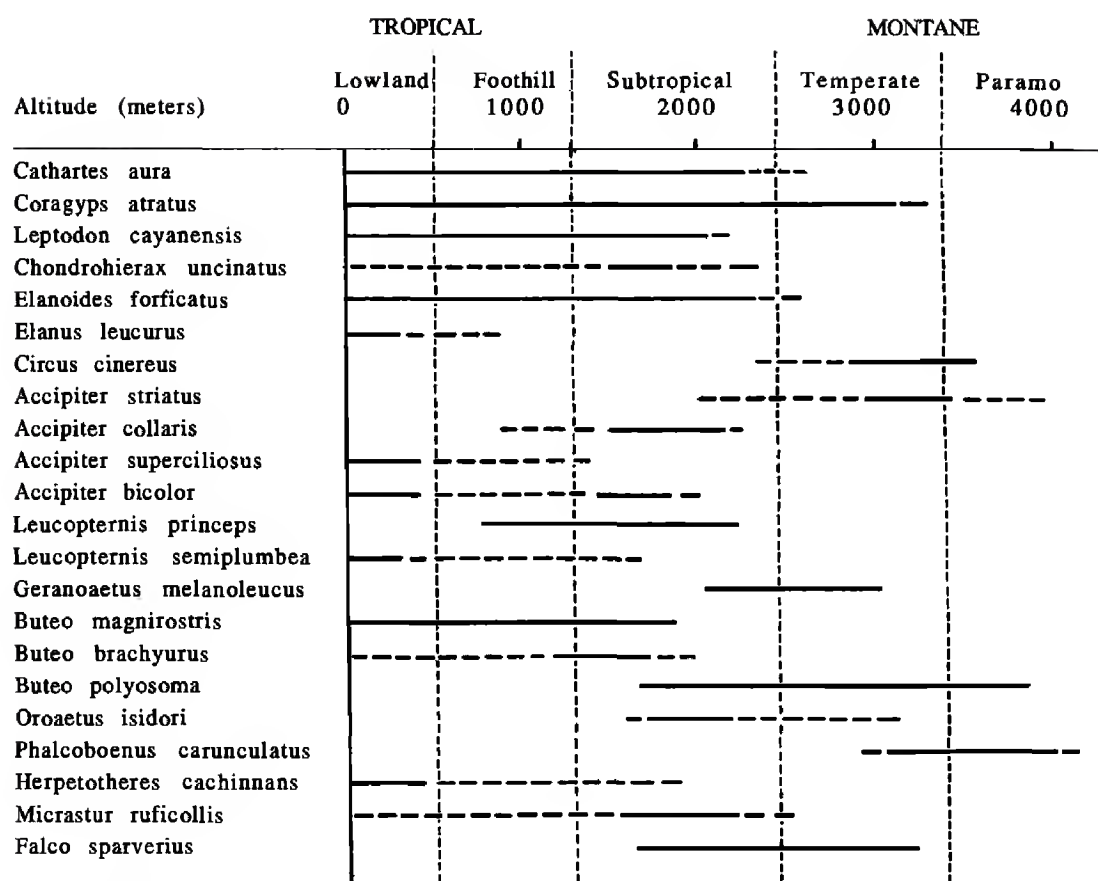 TROPICAL MONTANE
Lowland Foothill Subtropical Temperate Paramo
Altitude (meters) 0 1000 2000 3000 4000
Cathartes aura
Coragyps atratus
Leptodon cayanensis
Chondrohierax uncinatus
Elanoides forficatus
Elanus leucurus
Circus cinereus
Accipiter striatus
Accipiter collaris
Accipiter superciliosus
Accipiter bicolor
Leucopternis princeps
Leucopternis semiplumbea
Geranoaetus melanoleucus
Buteo magnirostris
Buteo brachyurus
Buteo polyosoma
Oroaetus isidori
Phalcoboenus carunculatus
Herpetotheres cachinnans
Micrastur ruficollis
Falco sparverius